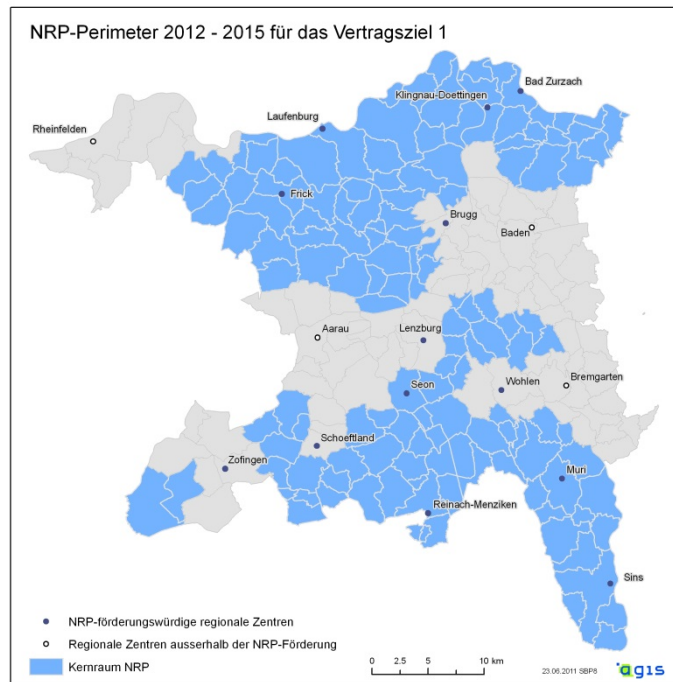 NRP-Perimeter 2012 - 2015 für das Vertragsziel 1
Bad Zurzach
Klingnau-Doettingen
Laufenburg
Rheinfelden
Frick
Brugg
Baden
Aarau
Lenzburg
Seon
Wohlen
Bremgarten
Schoeftland
Zofingen
Muri
Reinach-Menziken
Sins
NRP-förderungswürdige regionale Zentren
Regionale Zentren ausserhalb der NRP-Förderung
Kernraum NRP
0 2.5 5 10 km
23.06.2011 SBP6
agis